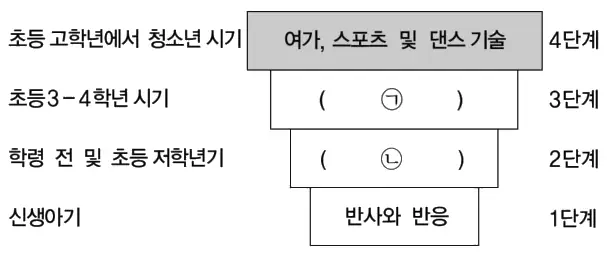 초등 고학년에서 청소년 시기 여가, 스포츠 및 댄스 기술 4단계
초등3-4학년 시기 ( ㉠ ) 3단계
학령 전 및 초등 저학년기 ( ㉡ ) 2단계
신생아기 반사와 반응 1단계